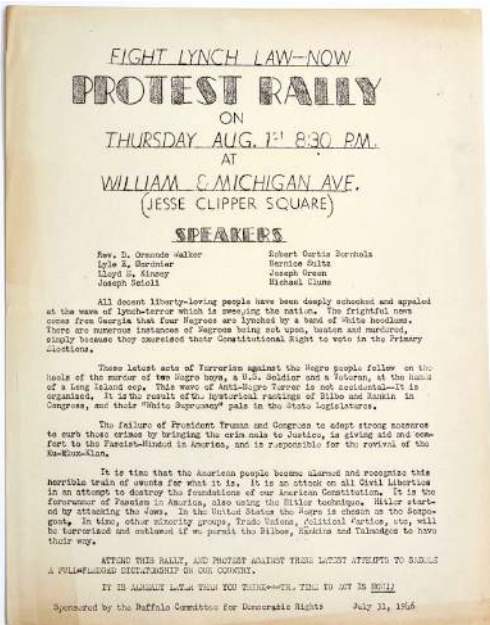 FIGHT LYNCH LAW—NOW
PROTEST RALLY
ON
THURSDAY AUG. 1st 8:30 P.M.
AT
WILLIAM & MICHIGAN AVE.
(JESSE CLIPPER SQUARE)
SPEAKERS
Rev. D. Ormonde Walker Robert Curtis Bornholz
Lyle E, Gardnier Bernice Sultz
Lloyd S. Kinsey Joseph Green
Joseph Scioli Michael Clune
All decent liberty-loving people have been deeply schocked and appaled
at the wave of lynch-terror which is sweeping the nation. The frightful news
comes from Georgia that four Negroes are lynched by a band of White hoodlums.
There are numerous instances of Negroes being set upon, beaten and murdered,
simply because they exercised their Constitutional Right to vote in the Primary
Elections.
These latest acts of Terrorism against the Negro people follow on the
heels of the murder of two Negro boys, a U.S. Soldier and Veteran, at the hands
of a Long Island cop. This wave of Anti-Negro Terror is not accidental—It is
organized. It is the result of the hysterical rantings of Bilbo and Rankin in
Congress, and their "White Supremacy" pals in the State Legislatures.
The failure of President Truman and Congress to adopt strong measures
to curb these crimes by bringing the criminals to Justice, is giving aid and com-
fort to the Fascist-Minded in America, and is responsible for the revival of the
Ku-Klux-Klan.
It is time that the American people become alarmed and recognize this
horrible train of events for what it is. It is an attack on all Civil Liberties
in an attempt to destroy the foundations of our American Constitution. It is the
forerunner of Fascism in America, also using the Hitler technique. Hitler start-
ed by attacking the Jews. In the United States the Negro is chosen as the Scape-
goat. In time, other minority groups, Trade Unions, Political Parties, etc, will
be terrorized and outlawed if we permit the Bilbos, Rankins and Talmadges to have
their way.
ATTEND THIS RALLY, AND PROTEST AGAINST THESE LATEST ATTEMPTS TO SADDLE
A FULL-FLEDGED DICTATORSHIP ON OUR COUNTRY.
IT IS ALREADY LATER THEN YOU THINK——THE TIME TO ACT IS NOW!!
Sponsered by the Buffalo Committee for Democratic Rights July 31, 1946